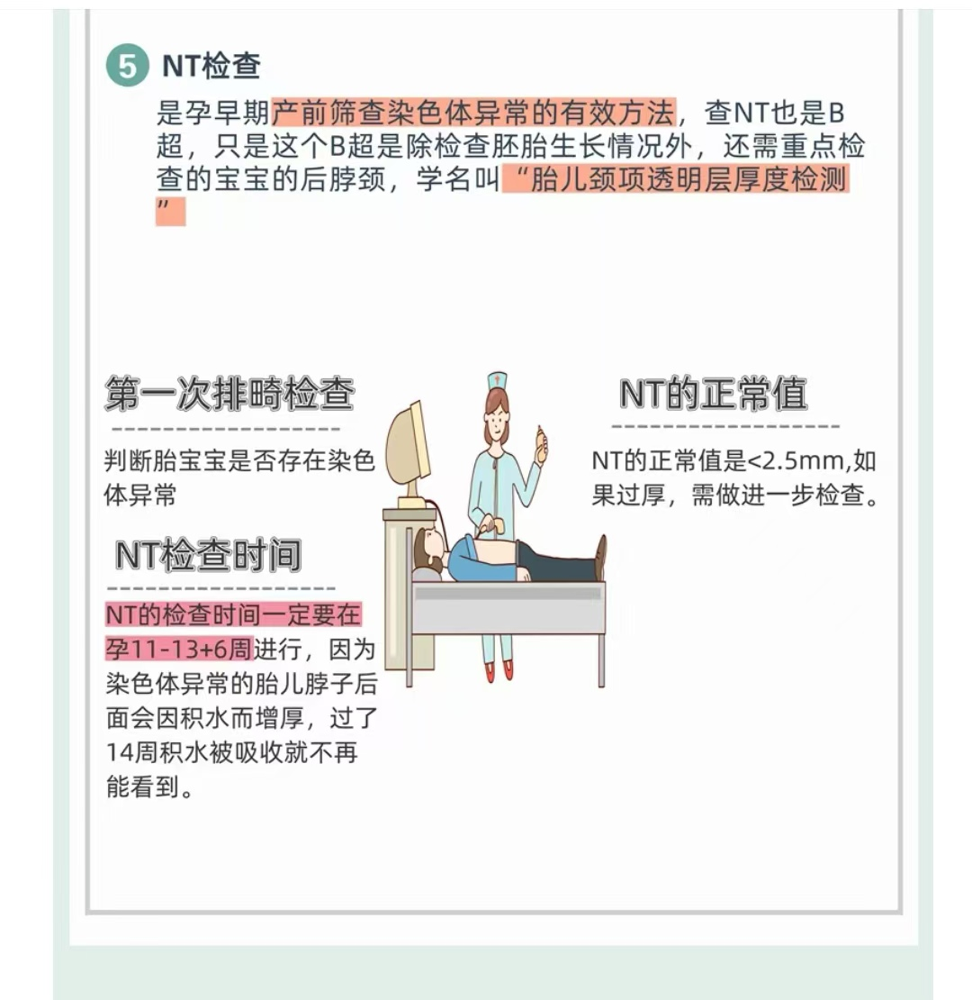 5 NT检查
是孕早期产前筛查染色体异常的有效方法，查NT也是B
超，只是这个B超是除检查胚胎生长情况外，还需重点检
查的宝宝的后脖颈，学名叫“胎儿颈项透明层厚度检测
”
第一次排畸检查
判断胎宝宝是否存在染色
体异常
NT检查时间
NT的检查时间一定要在
孕11-13+6周进行，因为
染色体异常的胎儿脖子后
面会因积水而增厚，过了
14周积水被吸收就不再
能看到。
NT的正常值
NT的正常值是<2.5mm,如
果过厚，需做进一步检查。